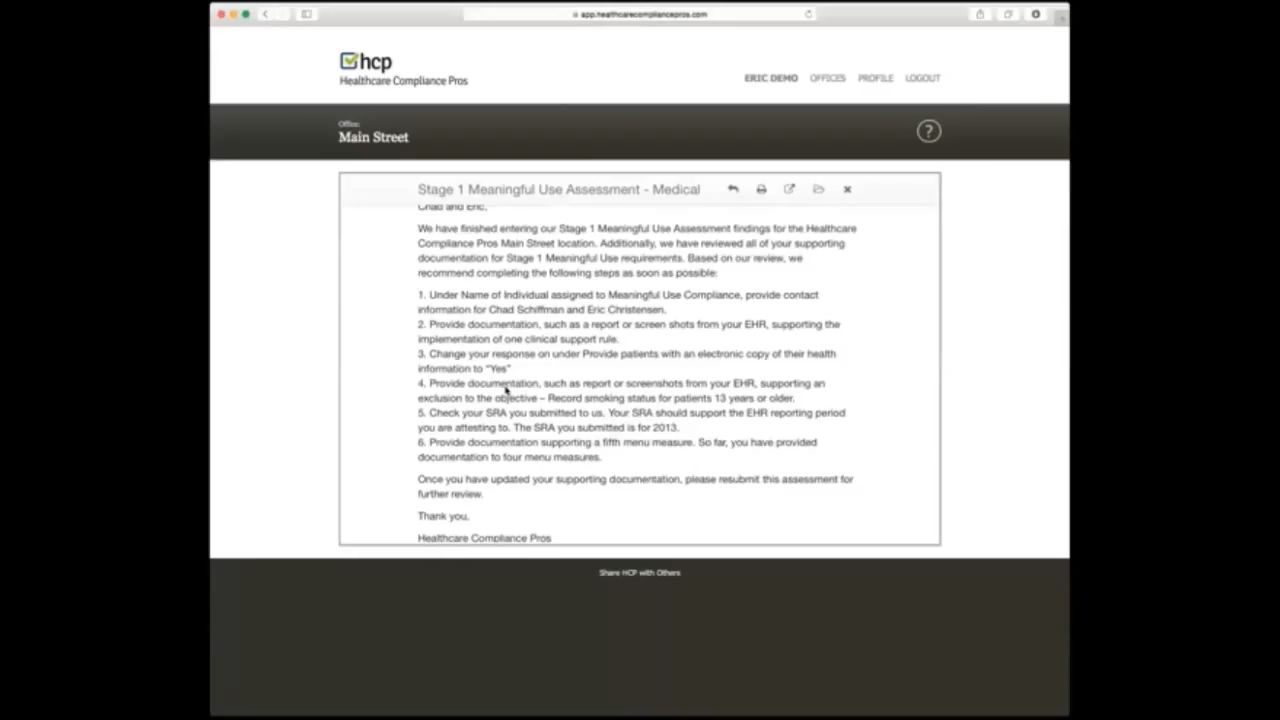 app.healthcarecompliancepros.com
hcp
Healthcare Compliance Pros
ERIC DEMO OFFICES PROFILE LOGOUT
Office:
Main Street
?
Stage 1 Meaningful Use Assessment - Medical
Chad and Eric,
We have finished entering our Stage 1 Meaningful Use Assessment findings for the Healthcare
Compliance Pros Main Street location. Additionally, we have reviewed all of your supporting
documentation for Stage 1 Meaningful Use requirements. Based on our review, we
recommend completing the following steps as soon as possible:
1. Under Name of Individual assigned to Meaningful Use Compliance, provide contact
information for Chad Schiffman and Eric Christensen.
2. Provide documentation, such as a report or screen shots from your EHR, supporting the
implementation of one clinical support rule.
3. Change your response on under Provide patients with an electronic copy of their health
information to “Yes”
4. Provide documentation, such as report or screenshots from your EHR, supporting an
exclusion to the objective – Record smoking status for patients 13 years or older.
5. Check your SRA you submitted to us. Your SRA should support the EHR reporting period
you are attesting to. The SRA you submitted is for 2013.
6. Provide documentation supporting a fifth menu measure. So far, you have provided
documentation to four menu measures.
Once you have updated your supporting documentation, please resubmit this assessment for
further review.
Thank you,
Healthcare Compliance Pros
Share HCP with Others